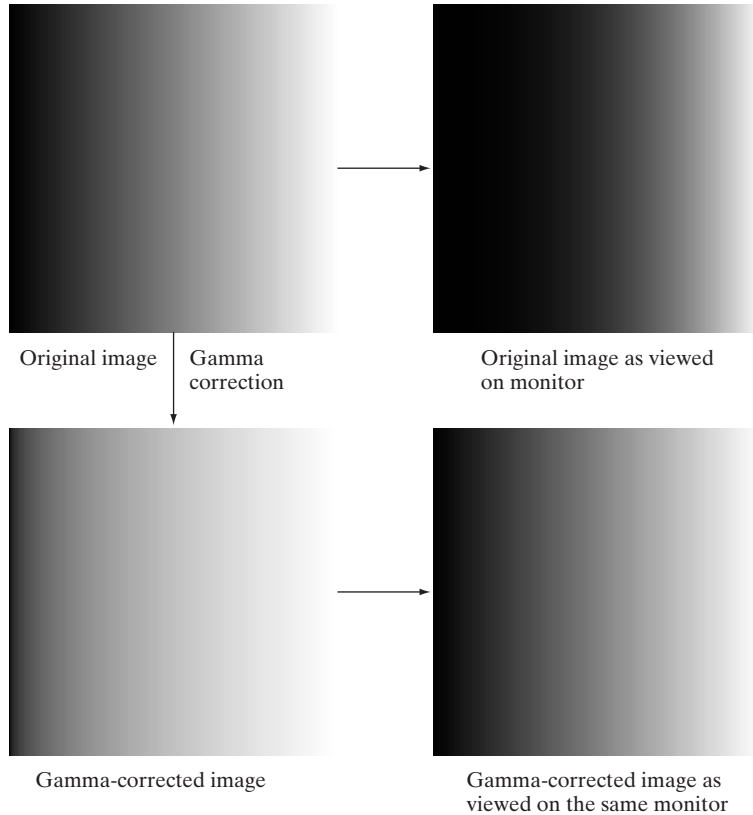 Original image
Gamma
correction
Original image as viewed
on monitor
Gamma-corrected image
Gamma-corrected image as
viewed on the same monitor